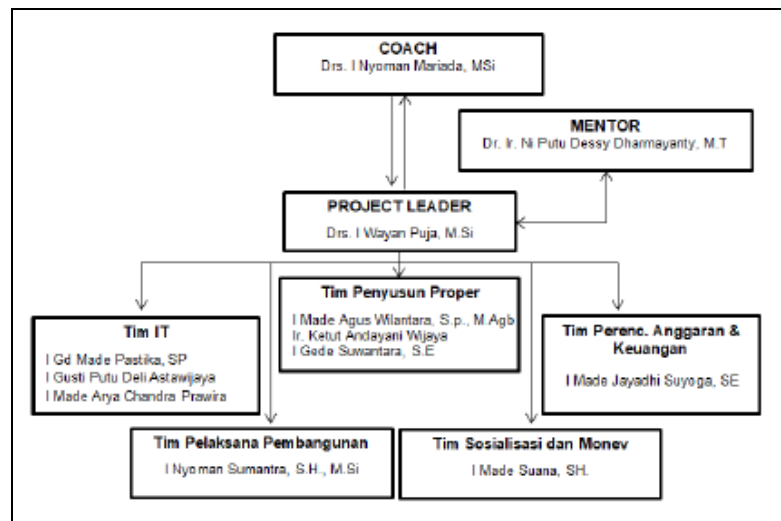 COACH
Drs. I Nyoman Mariada, MSi
MENTOR
Dr. Ir. Ni Putu Dessy Dharmayanty, M.T
PROJECT LEADER
Drs. I Wayan Puja, M.Si
Tim Penyusun Proper
I Made Agus Wilantara, S.p., M.Agb
Ir. Ketut Andayani Wijaya
I Gede Suwantara, S.E
Tim IT
I Gd Made Pastika, SP
I Gusti Putu Deli Astawijaya
I Made Arya Chandra Prawira
Tim Perenc. Anggaran &
Keuangan
I Made Jayadhi Suyoga, SE
Tim Pelaksana Pembangunan
I Nyoman Sumantra, S.H., M.Si
Tim Sosialisasi dan Monev
I Made Suana, SH.